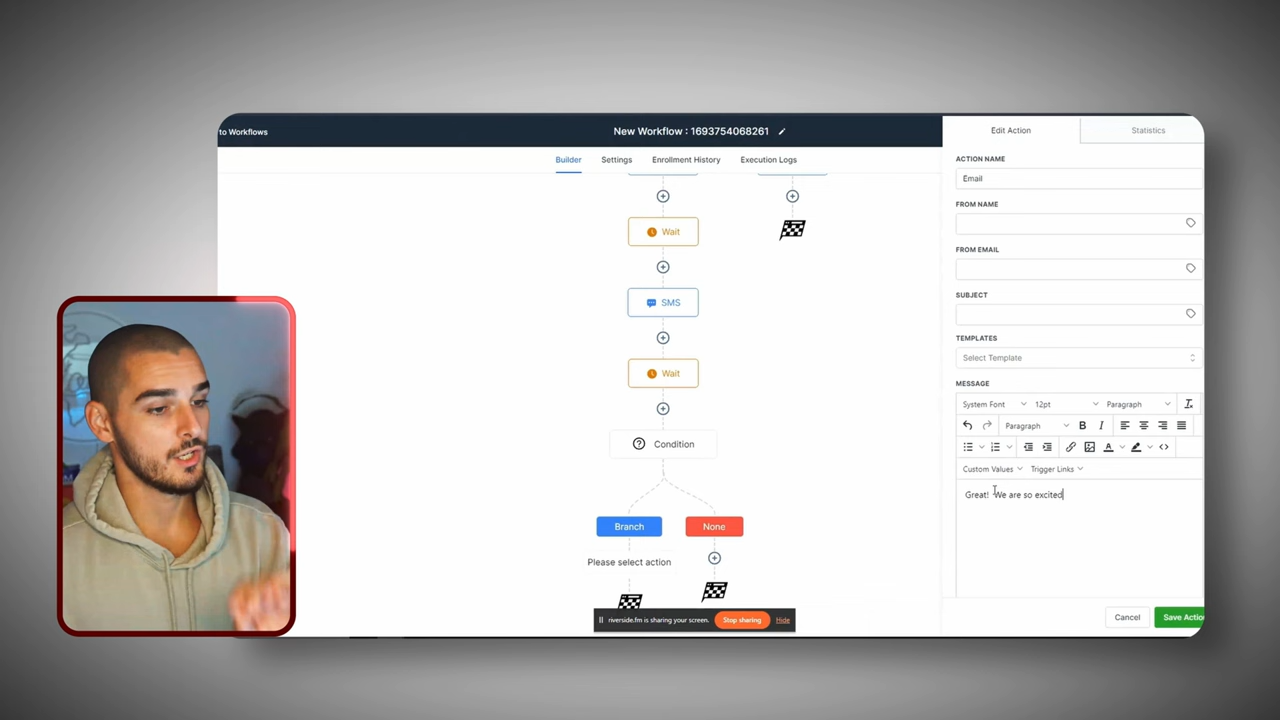 to Workflows
New Workflow : 1693754068261
Builder
Settings
Enrollment History
Execution Logs
Wait
SMS
Wait
Condition
Branch
None
Please select action
riverside.fm is sharing your screen.
Stop sharing
Hide
Edit Action
Statistics
ACTION NAME
Email
FROM NAME
FROM EMAIL
SUBJECT
TEMPLATES
Select Template
MESSAGE
System Font
12pt
Paragraph
Paragraph
B
I
Custom Values
Trigger Links
Great! We are so excited
Cancel
Save Actio